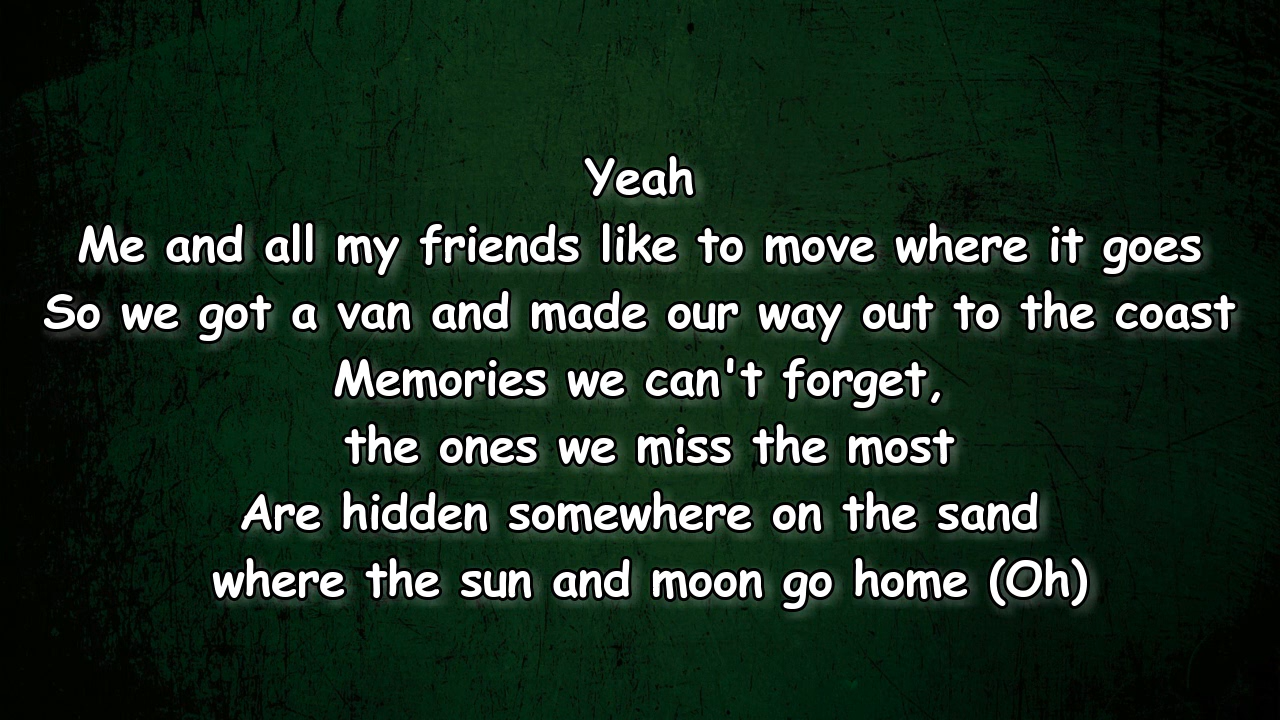 Yeah
Me and all my friends like to move where it goes
So we got a van and made our way out to the coast
Memories we can't forget,
the ones we miss the most
Are hidden somewhere on the sand
where the sun and moon go home (Oh)